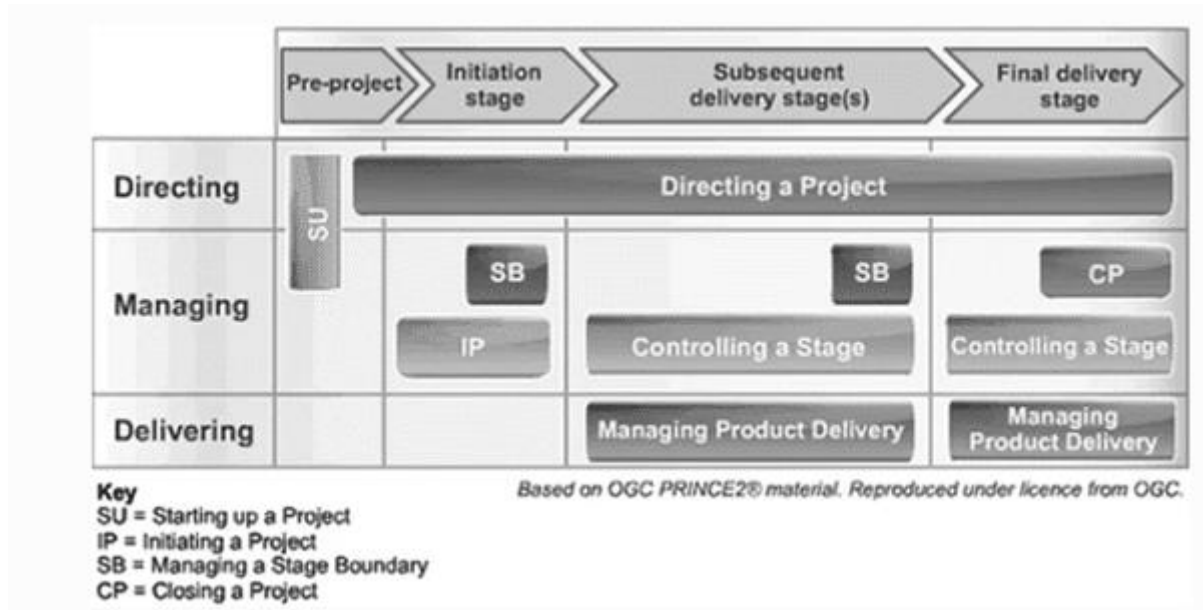 Pre-project
Initiation
stage
Subsequent
delivery stage(s)
Final delivery
stage
Directing
SU
Directing a Project
Managing
SB
SB
CP
IP
Controlling a Stage
Controlling a Stage
Delivering
Managing Product Delivery
Managing
Product Delivery
Key
Based on OGC PRINCE2® material. Reproduced under licence from OGC.
SU = Starting up a Project
IP = Initiating a Project
SB = Managing a Stage Boundary
CP = Closing a Project